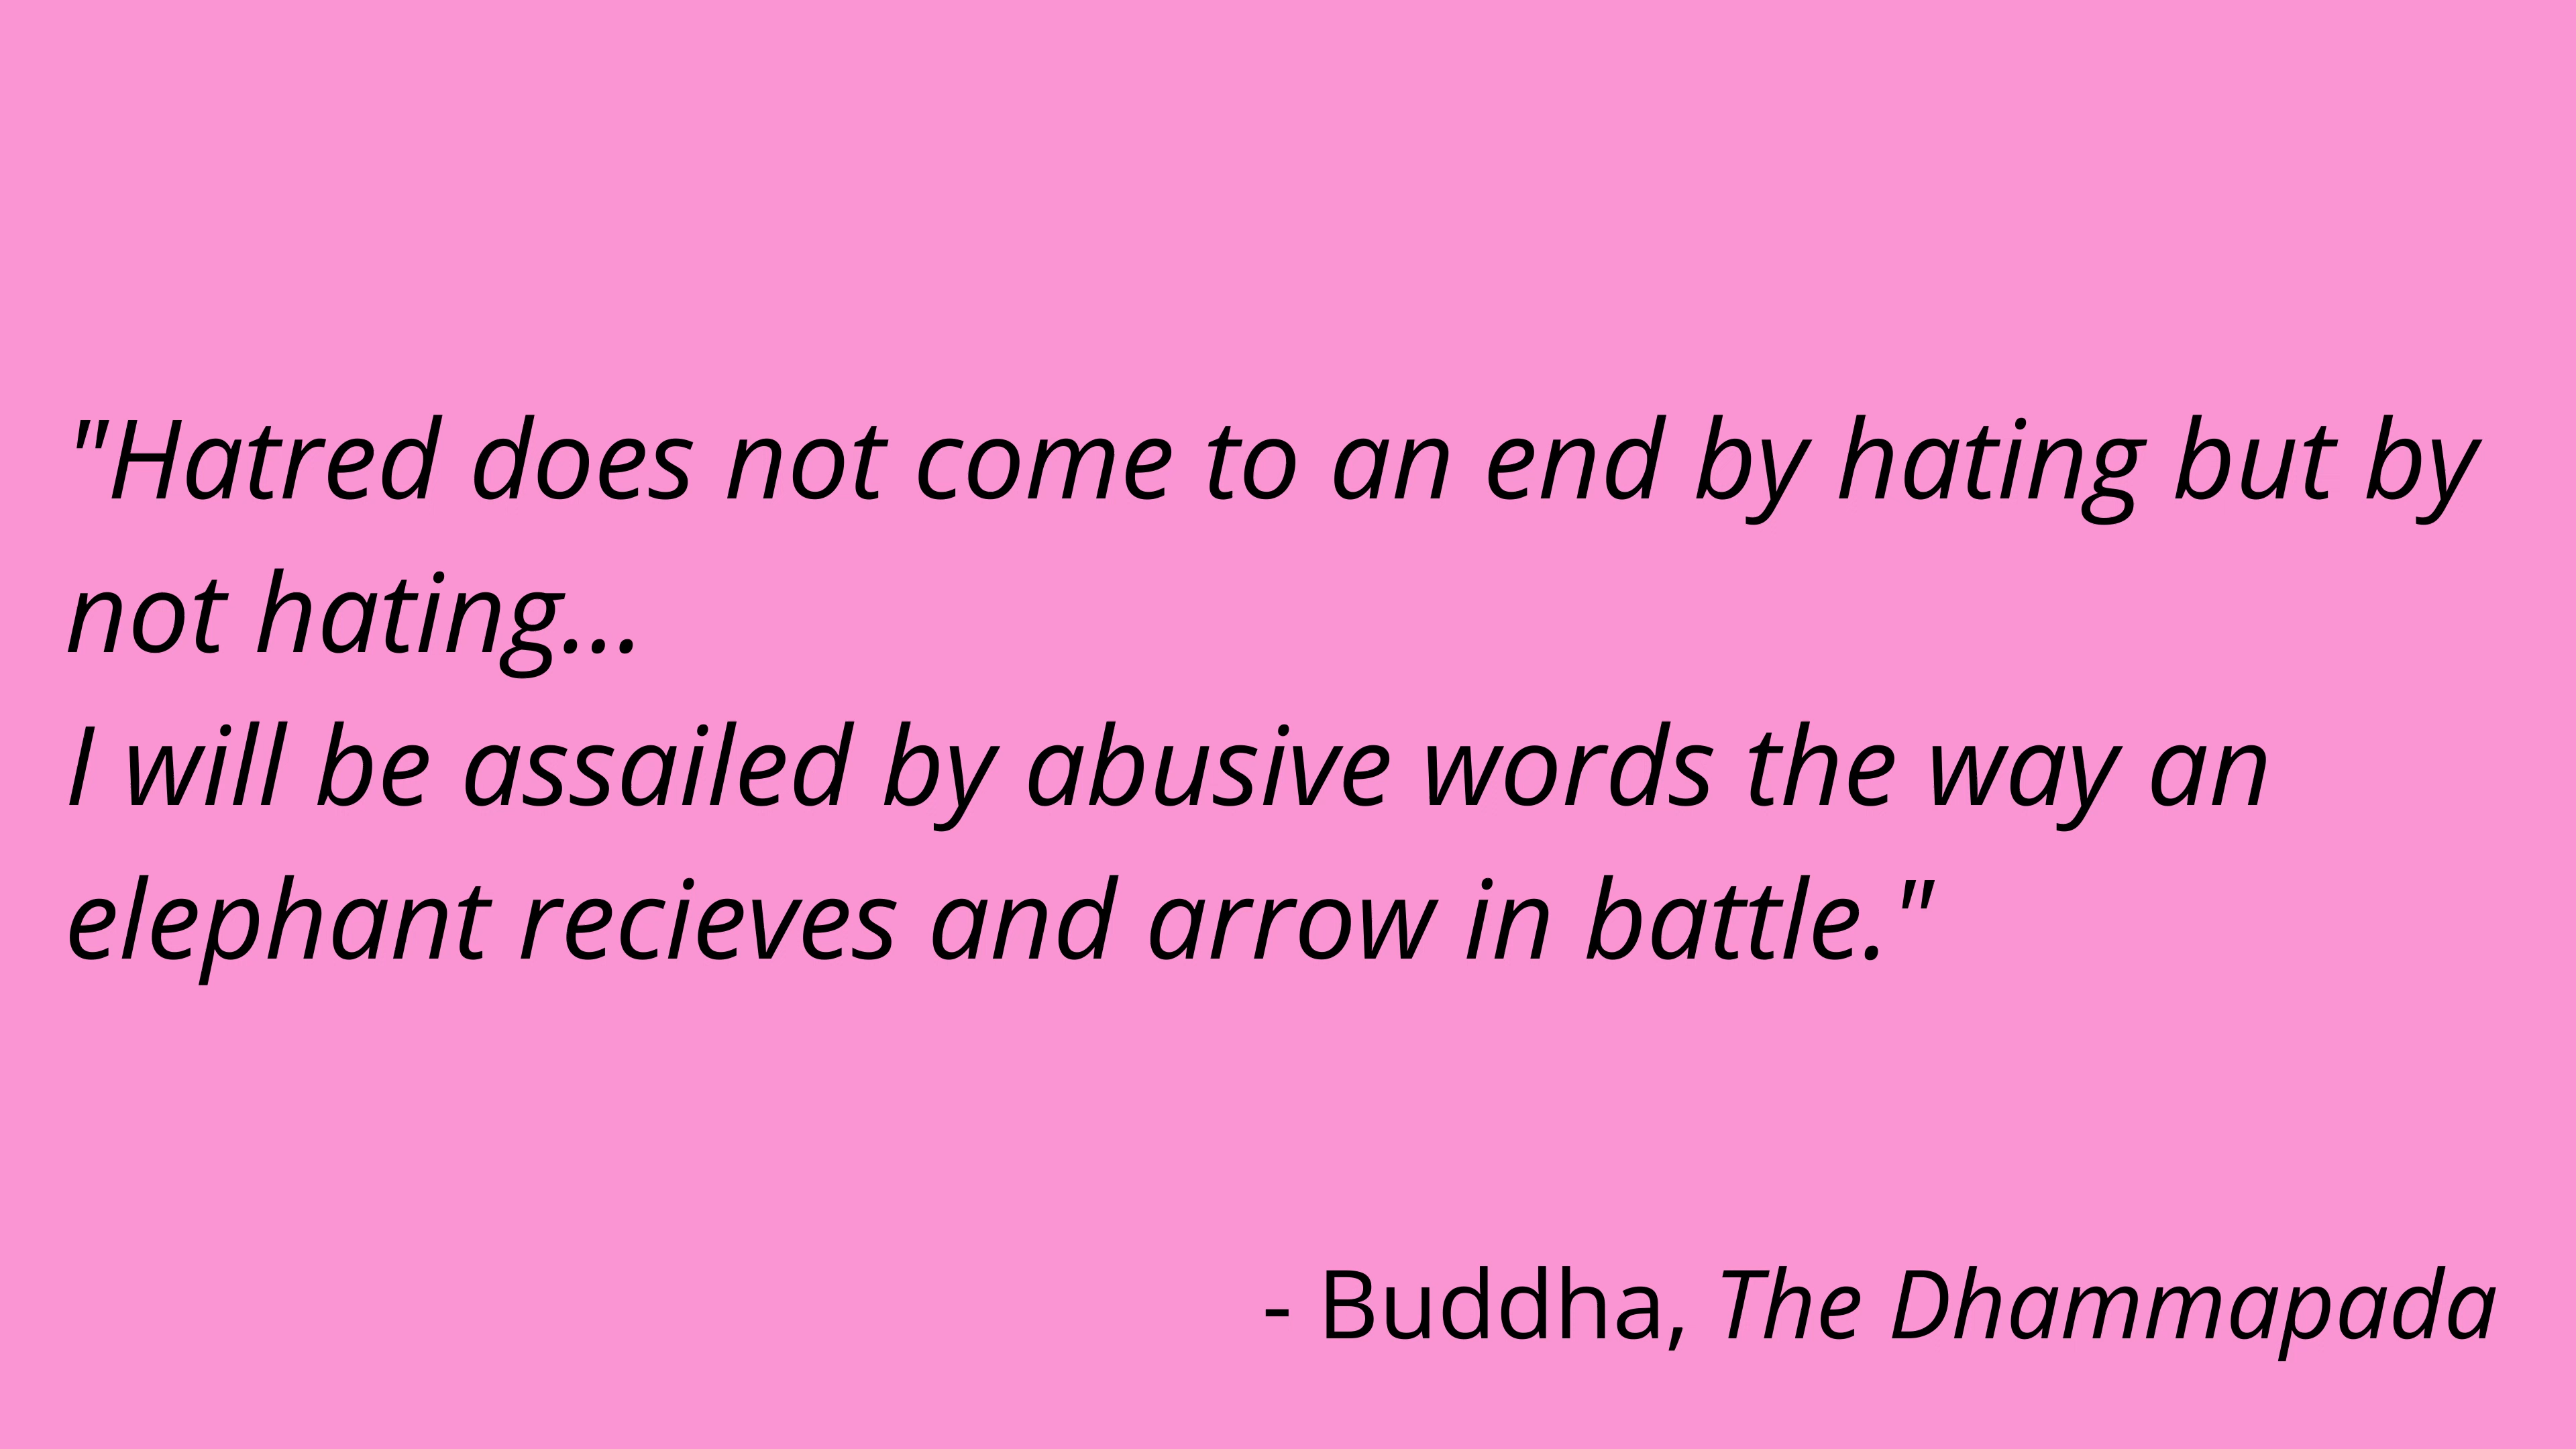 "Hatred does not come to an end by hating but by
not hating...
I will be assailed by abusive words the way an
elephant recieves and arrow in battle."
- Buddha, The Dhammapada